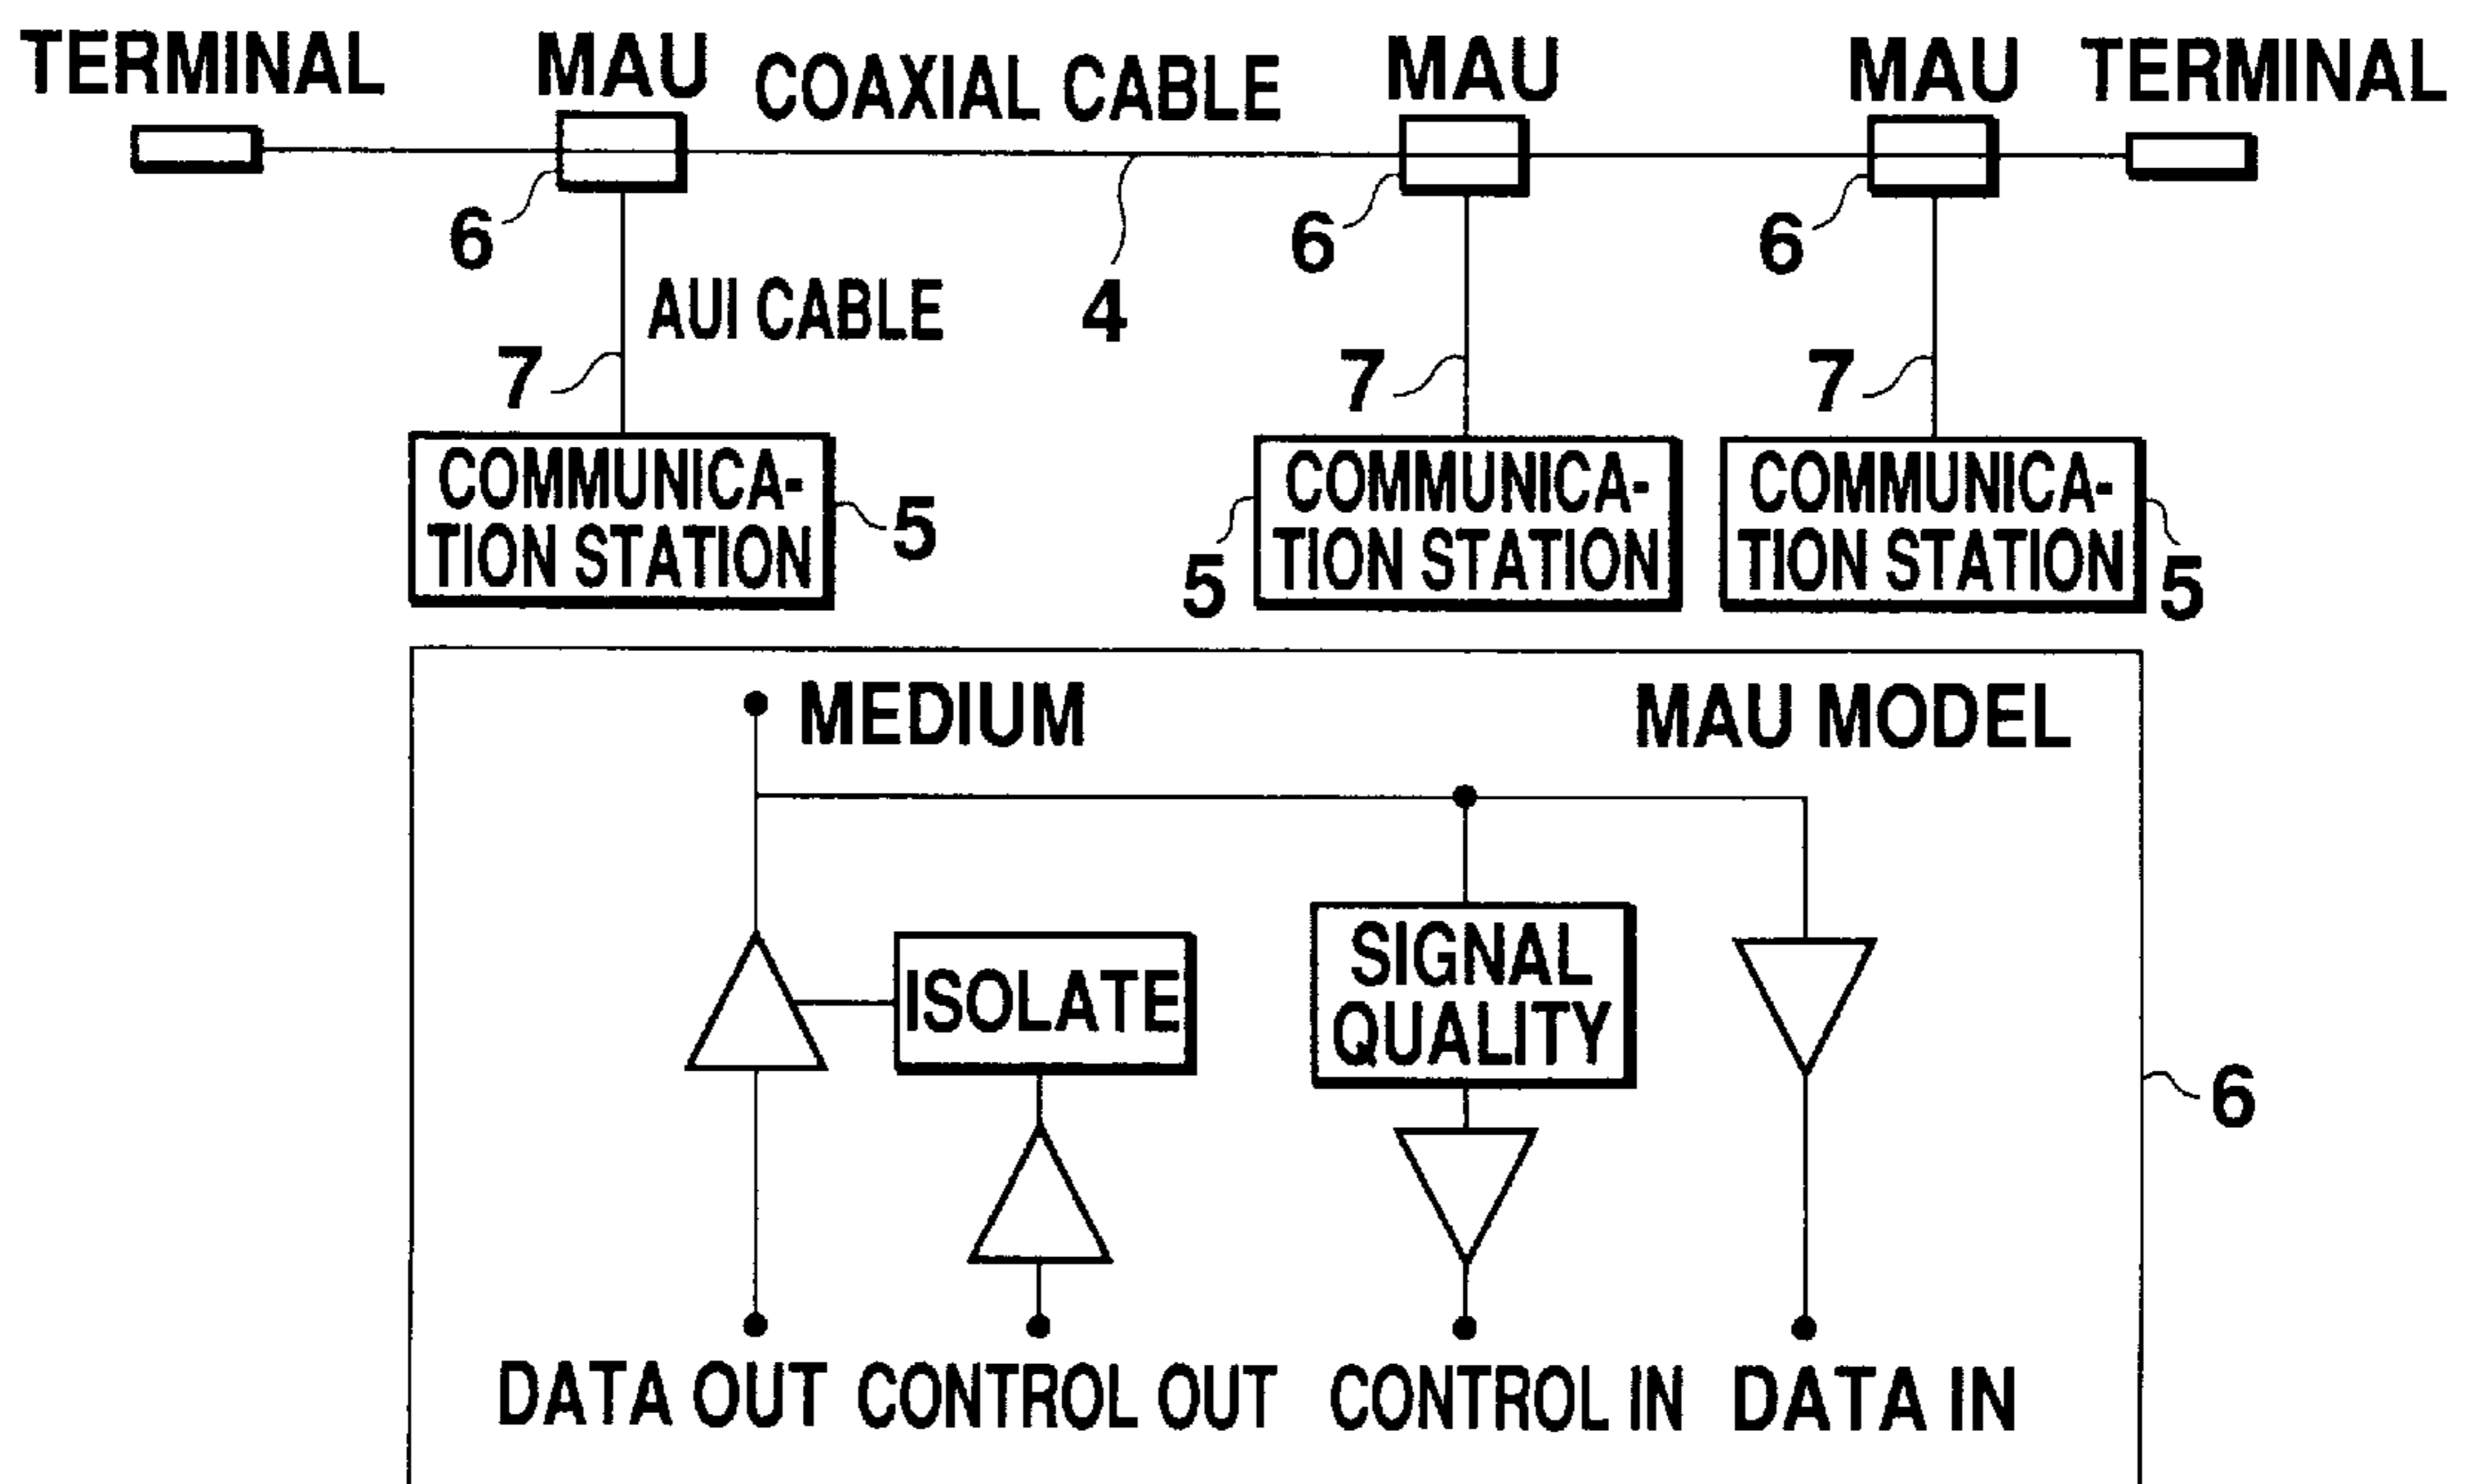 TERMINAL
MAU
COAXIAL CABLE
MAU
MAU
TERMINAL
6
6
6
AUI CABLE
4
7
7
7
COMMUNICA-
TION STATION
5
COMMUNICA-
TION STATION
5
COMMUNICA-
TION STATION
5
MEDIUM
MAU MODEL
ISOLATE
SIGNAL
QUALITY
6
DATA OUT
CONTROL OUT
CONTROL IN
DATA IN